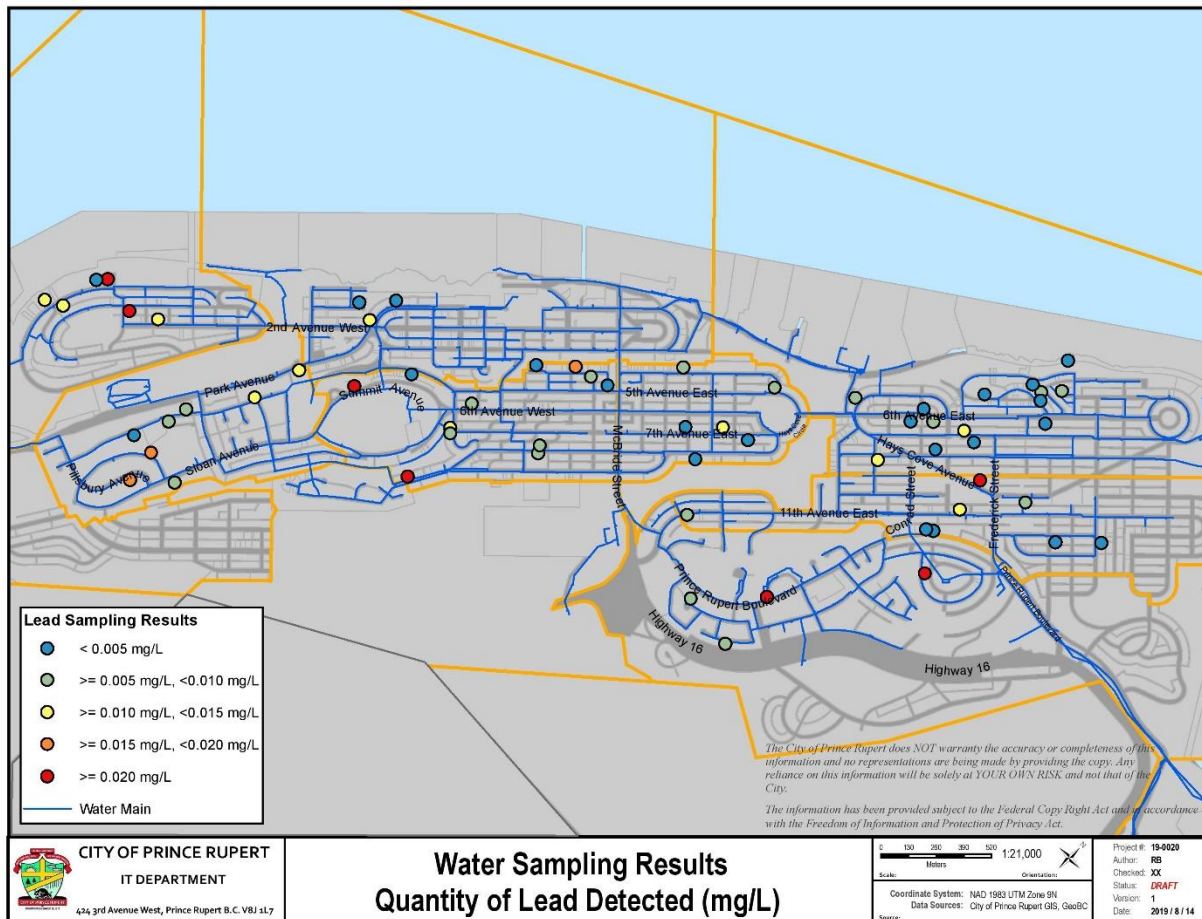 2nd Avenue West
Park Avenue
Summit Avenue
5th Avenue East
6th Avenue West
6th Avenue East
7th Avenue East
Hays Cove Avenue
McBride Street
Sloan Avenue
Pillsbury Avenue
Conrad Street
Frederick Street
11th Avenue East
Prince Rupert Boulevard
Prince Rupert Boulevard
Highway 16
Highway 16
Lead Sampling Results
< 0.005 mg/L
>= 0.005 mg/L, <0.010 mg/L
>= 0.010 mg/L, <0.015 mg/L
>= 0.015 mg/L, <0.020 mg/L
>= 0.020 mg/L
Water Main
The City of Prince Rupert does NOT warranty the accuracy or completeness of this
information and no representations are being made by providing the copy. Any
reliance on this information will be solely at YOUR OWN RISK and not that of the
City.
The information has been provided subject to the Federal Copy Right Act and in accordance
with the Freedom of Information and Protection of Privacy Act.
CITY OF PRINCE RUPERT
IT DEPARTMENT
424 3rd Avenue West, Prince Rupert B.C. V8J 1L7
Water Sampling Results
Quantity of Lead Detected (mg/L)
0 130 260 390 520
Meters
1:21,000
Scale:
Orientation:
Coordinate System: NAD 1983 UTM Zone 9N
Data Sources: City of Prince Rupert GIS, GeoBC
Source:
Project #: 19-0020
Author: RB
Checked: XX
Status: DRAFT
Version: 1
Date: 2019 / 8 / 14